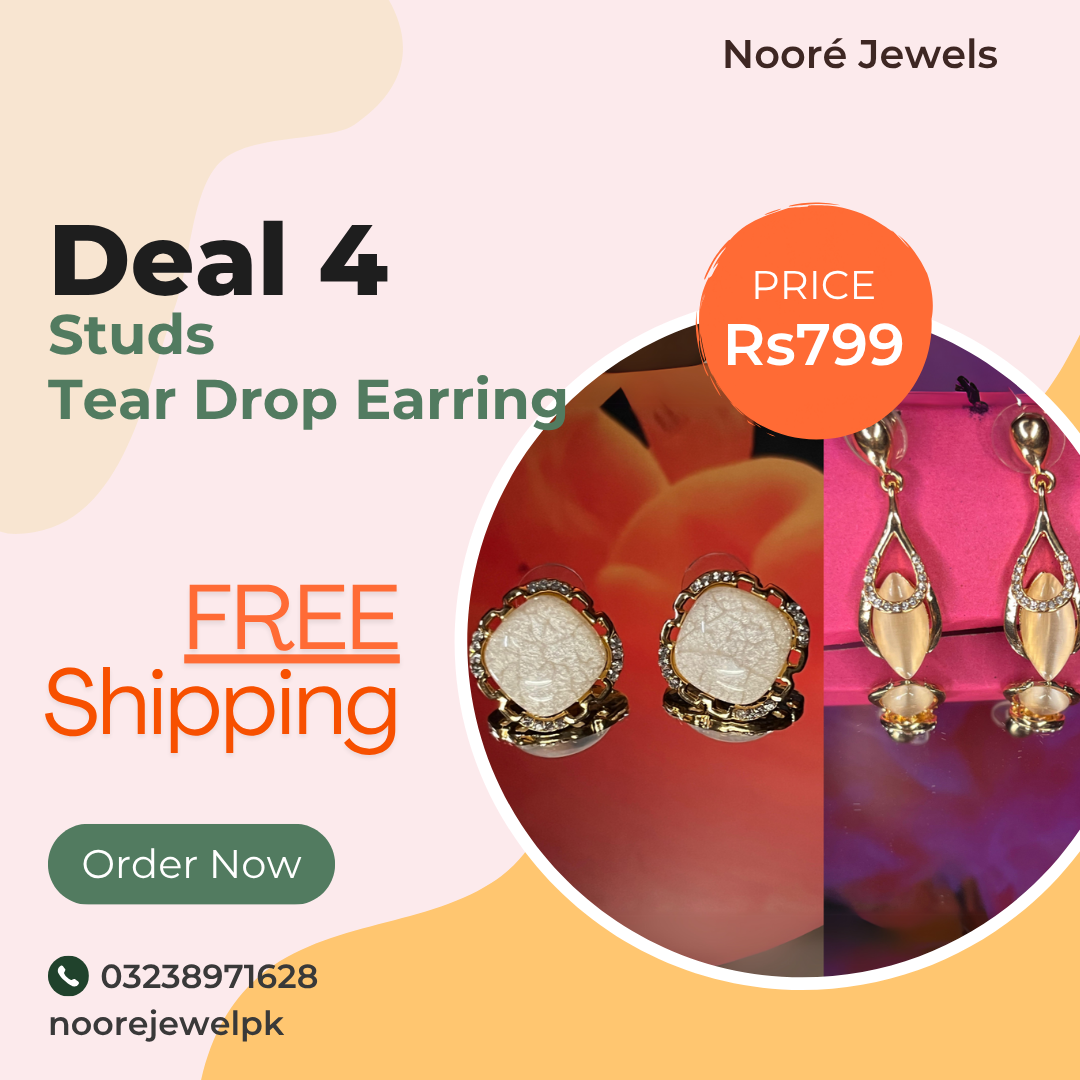 Nooré Jewels
Deal 4
Studs
Tear Drop Earring
PRICE
Rs799
FREE
Shipping
Order Now
03238971628
noorejewelpk